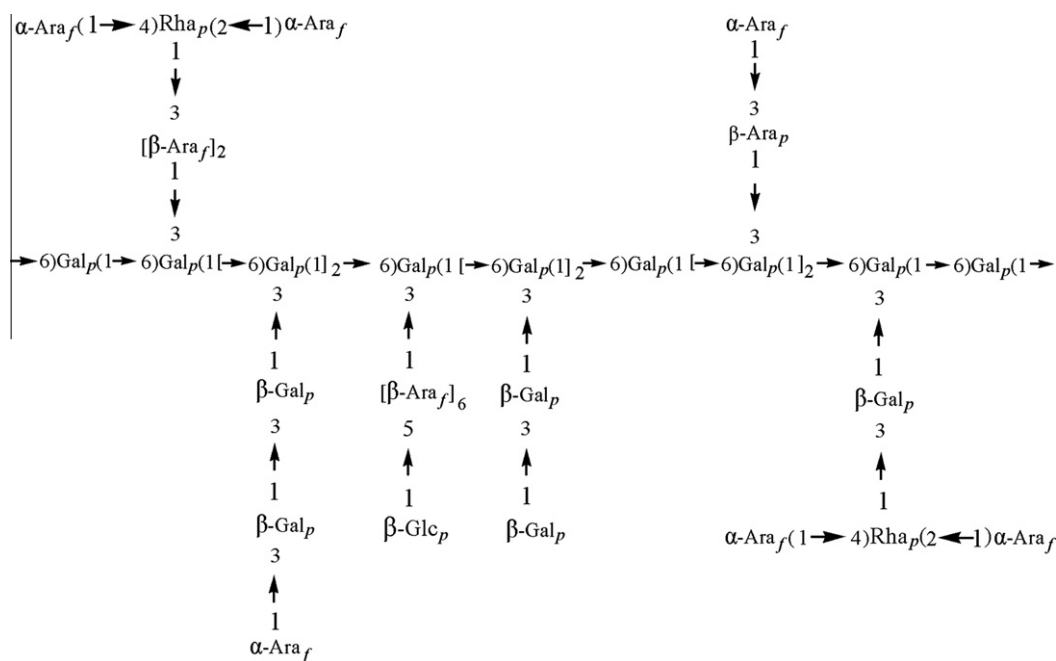 α-Araf(1→4)Rhap(2←1)α-Araf α-Araf
1 1
↓ ↓
3 3
[β-Araf]2 β-Arap
1 1
↓ ↓
3 3
→6)Galp(1→6)Galp(1[→6)Galp(1]2→6)Galp(1[→6)Galp(1]2→6)Galp(1[→6)Galp(1]2→6)Galp(1→6)Galp(1→
3 3 3 3
↑ ↑ ↑ ↑
1 1 1 1
β-Galp [β-Araf]6 β-Galp β-Galp
3 5 3 3
↑ ↑ ↑ ↑
1 1 1 1
β-Galp β-Glcp β-Galp α-Araf(1→4)Rhap(2←1)α-Araf
3
↑
1
α-Araf